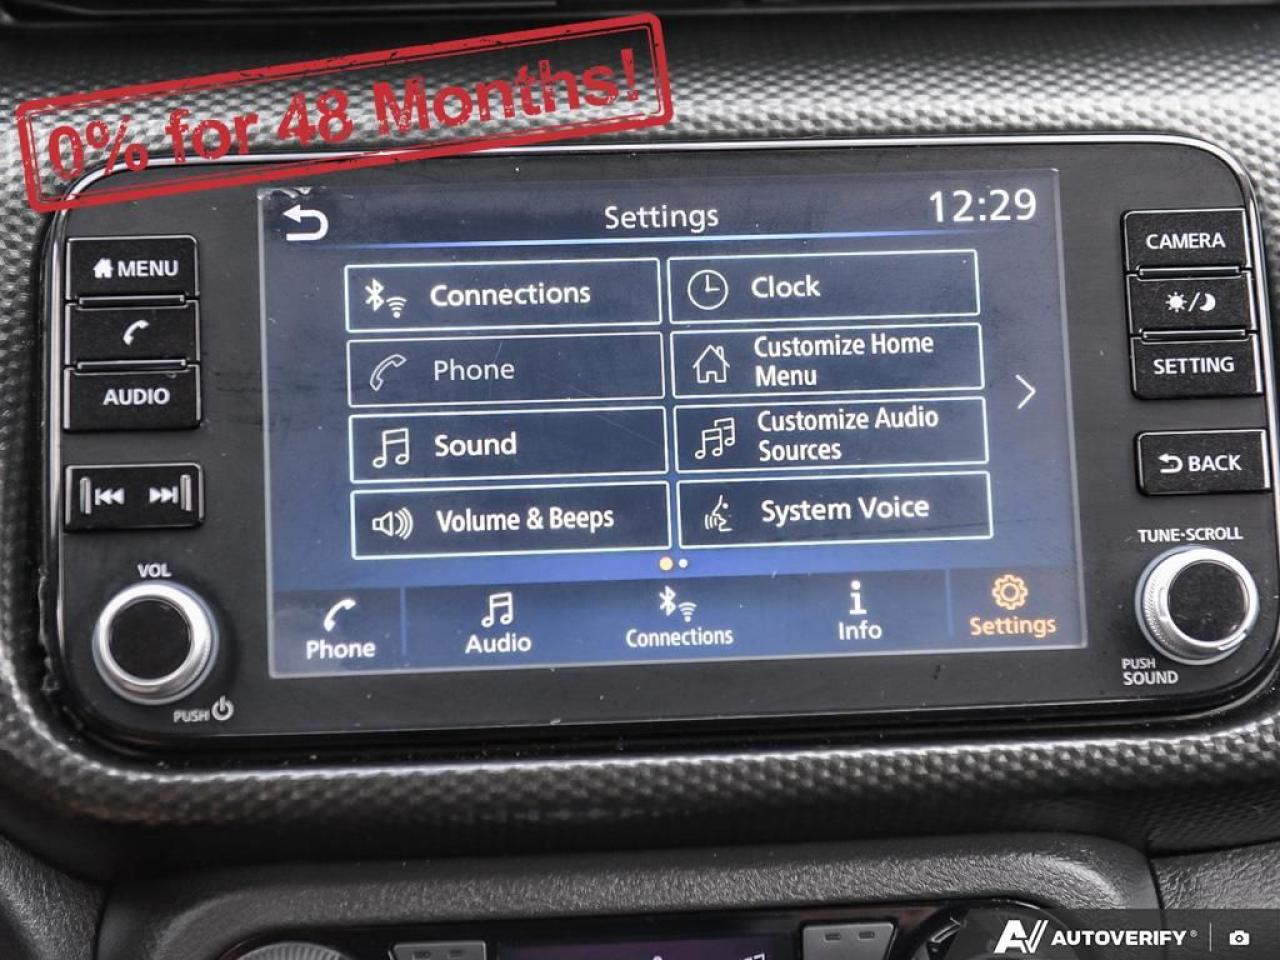 0% for 48 Months!
Settings
12:29
MENU
AUDIO
VOL
PUSH
Connections
Clock
Phone
Customize Home
Menu
Sound
Customize Audio
Sources
Volume & Beeps
System Voice
Phone
Audio
Connections
Info
Settings
CAMERA
SETTING
BACK
TUNE·SCROLL
PUSH
SOUND
AUTOVERIFY